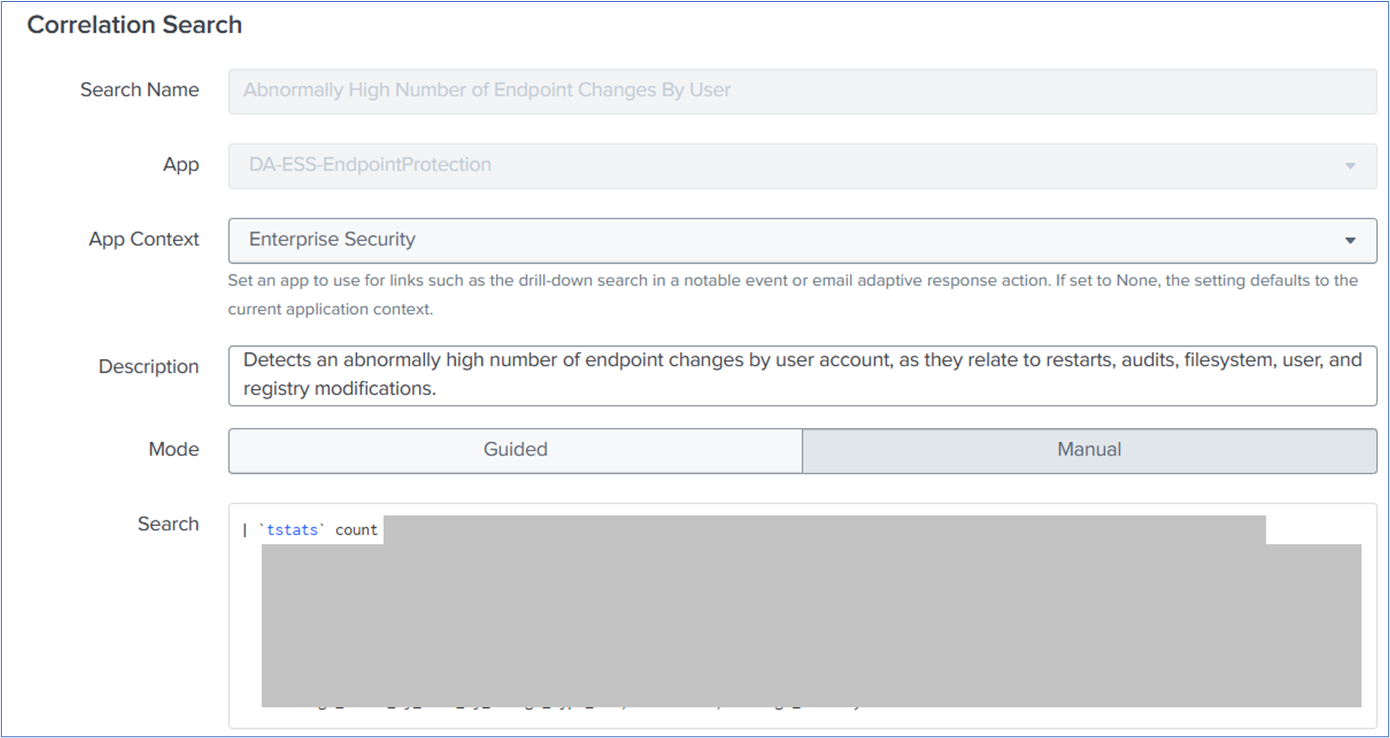 Correlation Search
Search Name
Abnormally High Number of Endpoint Changes By User
App
DA-ESS-EndpointProtection
App Context
Enterprise Security
Set an app to use for links such as the drill-down search in a notable event or email adaptive response action. If set to None, the setting defaults to the
current application context.
Description
Detects an abnormally high number of endpoint changes by user account, as they relate to restarts, audits, filesystem, user, and
registry modifications.
Mode
Guided
Manual
Search
| `tstats` count